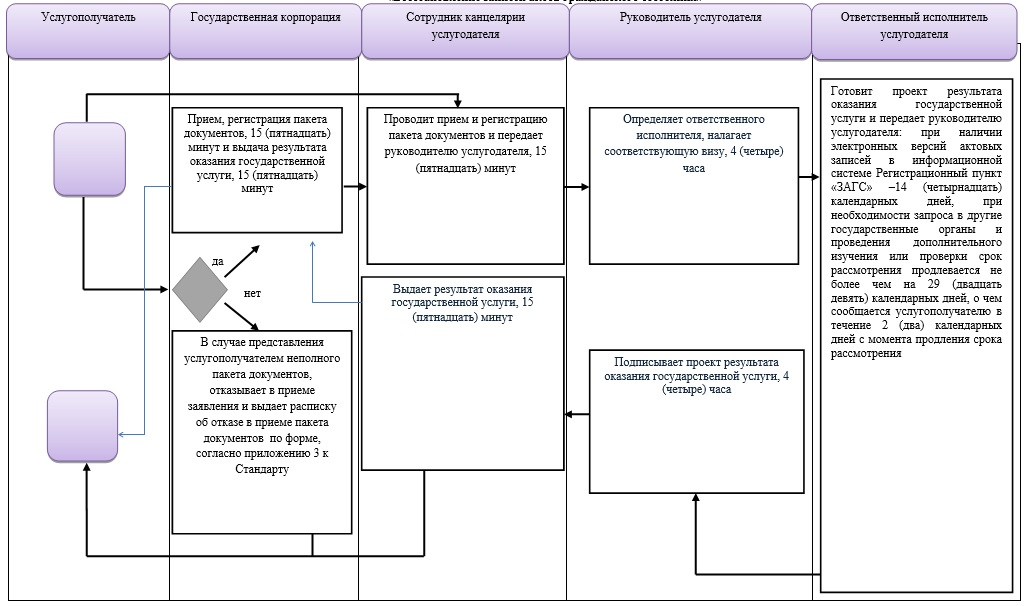 Услугополучатель
Государственная корпорация
Сотрудник канцелярии
услугодателя
Руководитель услугодателя
Ответственный исполнитель
услугодателя
Прием, регистрация пакета
документов, 15 (пятнадцать)
минут и выдача результата
оказания государственной
услуги, 15 (пятнадцать)
минут
Проводит прием и регистрацию
пакета документов и передает
руководителю услугодателя, 15
(пятнадцать) минут
Определяет ответственного
исполнителя, налагает
соответствующую визу, 4 (четыре)
часа
Готовит проект результата
оказания государственной
услуги и передает руководителю
услугодателя: при наличии
электронных версий актовых
записей в информационной
системе Регистрационный пункт
«ЗАГС» –14 (четырнадцать)
календарных дней, при
необходимости запроса в другие
государственные органы и
проведения дополнительного
изучения или проверки срок
рассмотрения продлевается не
более чем на 29 (двадцать
девять) календарных дней, о чем
сообщается услугополучателю в
течение 2 (два) календарных
дней с момента продления срока
рассмотрения
да
нет
Выдает результат оказания
государственной услуги, 15
(пятнадцать) минут
В случае представления
услугополучателем неполного
пакета документов,
отказывает в приеме
заявления и выдает расписку
об отказе в приеме пакета
документов по форме,
согласно приложению 3 к
Стандарту
Подписывает проект результата
оказания государственной услуги, 4
(четыре) часа